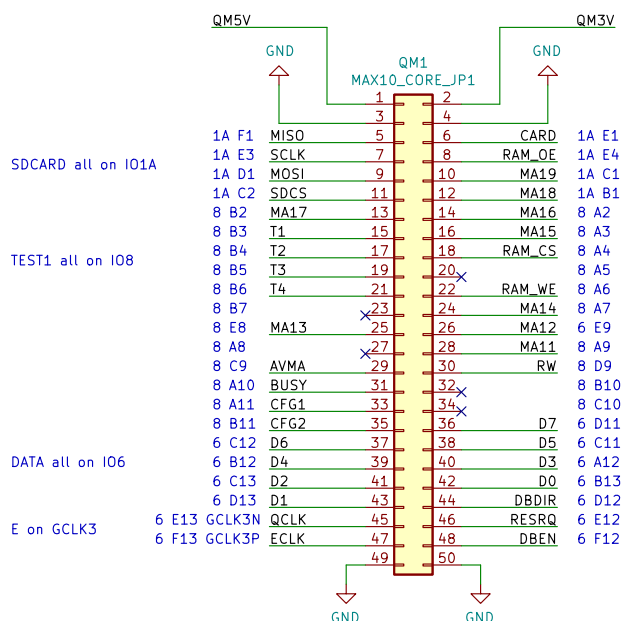 QM5V QM3V
GND QM1 GND
MAX10_CORE_JP1
1 2
3 4
1A F1 MISO 5 6 CARD 1A E1
1A E3 SCLK 7 8 RAM_OE 1A E4
SDCARD all on IO1A
1A D1 MOSI 9 10 MA19 1A C1
1A C2 SDCS 11 12 MA18 1A B1
8 B2 MA17 13 14 MA16 8 A2
8 B3 T1 15 16 MA15 8 A3
8 B4 T2 17 18 RAM_CS 8 A4
TEST1 all on IO8
8 B5 T3 19 20 8 A5
8 B6 T4 21 22 RAM_WE 8 A6
8 B7 23 24 MA14 8 A7
8 E8 MA13 25 26 MA12 6 E9
8 A8 27 28 MA11 8 A9
8 C9 AVMA 29 30 RW 8 D9
8 A10 BUSY 31 32 8 B10
8 A11 CFG1 33 34 8 C10
8 B11 CFG2 35 36 D7 6 D11
6 C12 D6 37 38 D5 6 C11
DATA all on IO6
6 B12 D4 39 40 D3 6 A12
6 C13 D2 41 42 D0 6 B13
6 D13 D1 43 44 DBDIR 6 D12
6 E13 GCLK3N QCLK 45 46 RESRQ 6 E12
E on GCLK3
6 F13 GCLK3P ECLK 47 48 DBEN 6 F12
49 50
GND GND